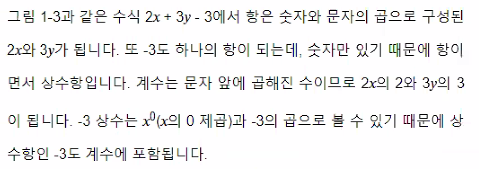 그림 1-3과 같은 수식 2x + 3y - 3에서 항은 숫자와 문자의 곱으로 구성된
2x와 3y가 됩니다. 또 -3도 하나의 항이 되는데, 숫자만 있기 때문에 항이
면서 상수항입니다. 계수는 문자 앞에 곱해진 수이므로 2x의 2와 3y의 3
이 됩니다. -3 상수는 x⁰(x의 0 제곱)과 -3의 곱으로 볼 수 있기 때문에 상
수항인 -3도 계수에 포함됩니다.